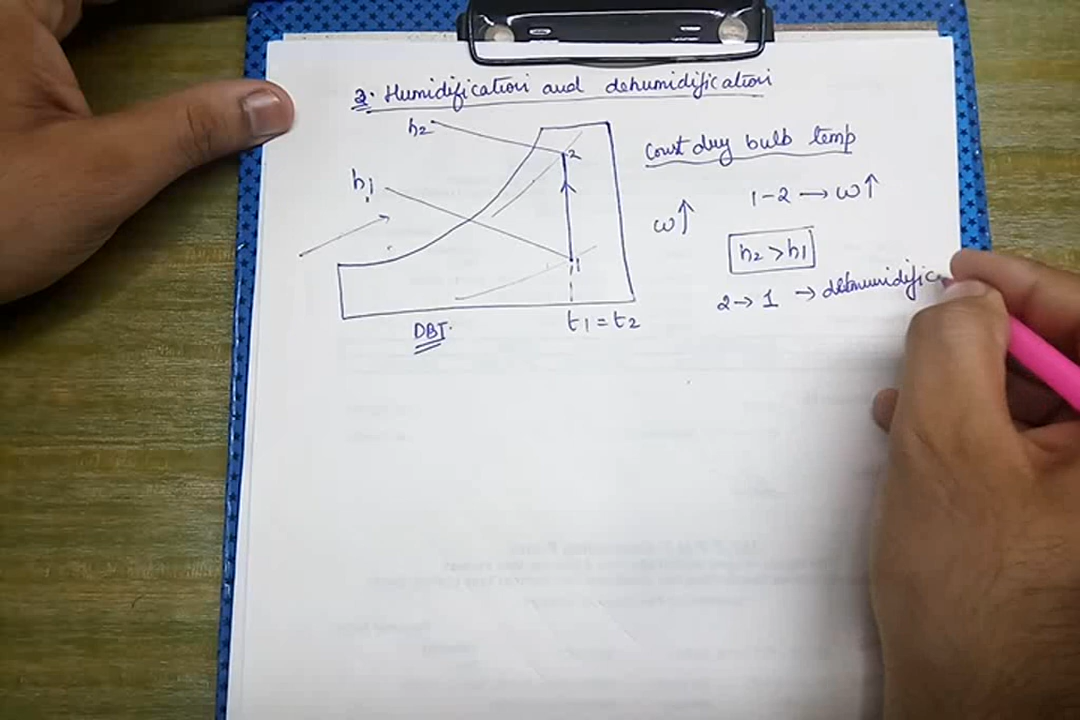 2. Humidification and dehumidification
h2
2
Const dry bulb temp
h1
1-2 → ω↑
ω↑
h2 > h1
1
2 → 1 → dehumidific
DBT.
t1 = t2